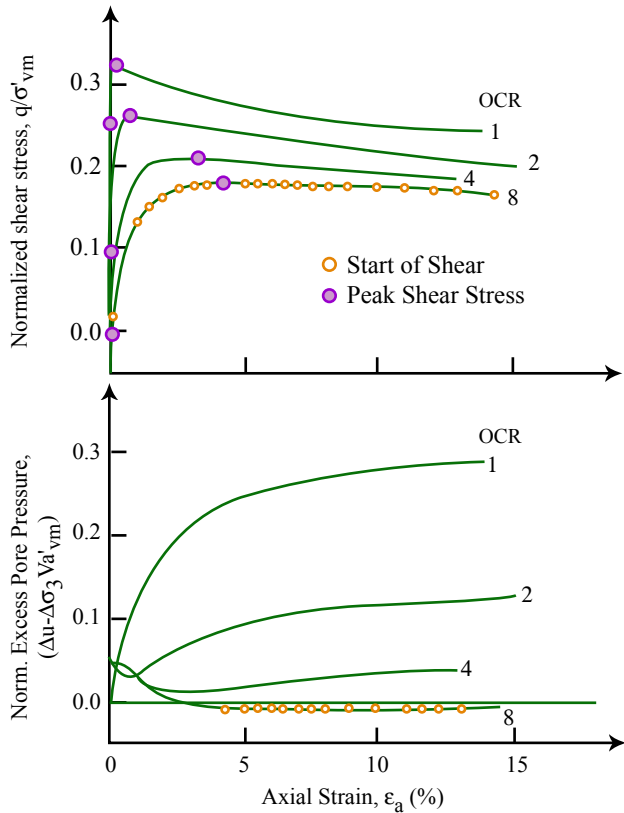 Normalized shear stress, q/σ'vm
0.3
0.2
0.1
0.0
OCR
1
2
4
8
Start of Shear
Peak Shear Stress
Norm. Excess Pore Pressure,
(Δu-Δσ3 Va'vm)
0.3
0.2
0.1
0.0
OCR
1
2
4
8
0
5
10
15
Axial Strain, εa (%)